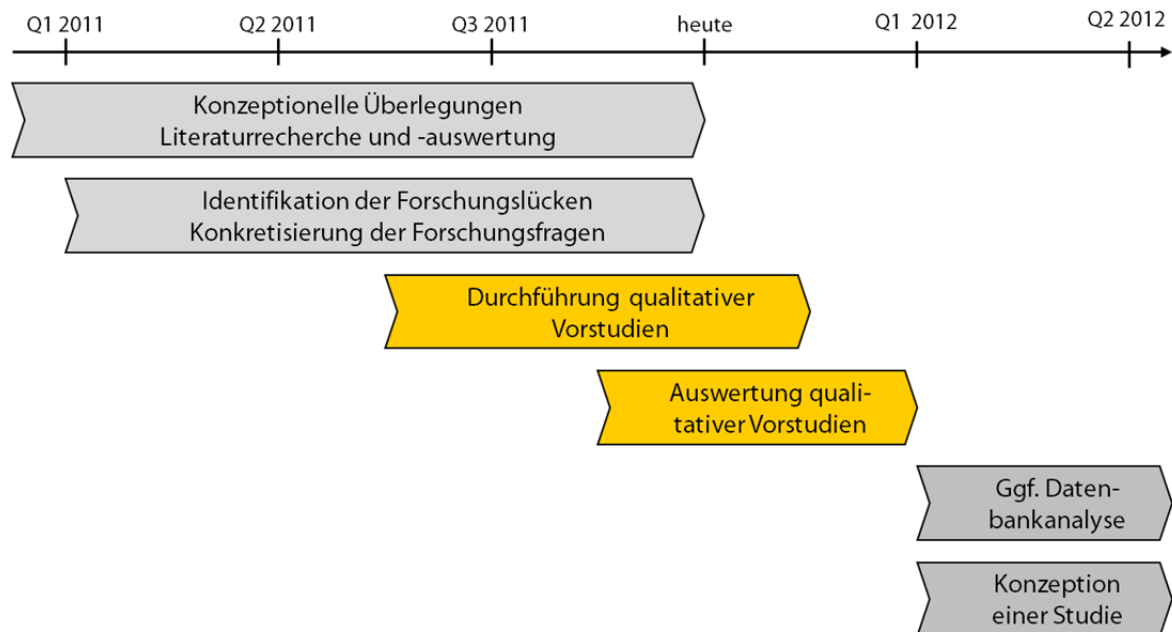 Q1 2011 Q2 2011 Q3 2011 heute Q1 2012 Q2 2012
Konzeptionelle Überlegungen
Literaturrecherche und -auswertung
Identifikation der Forschungslücken
Konkretisierung der Forschungsfragen
Durchführung qualitativer
Vorstudien
Auswertung quali-
tativer Vorstudien
Ggf. Daten-
bankanalyse
Konzeption
einer Studie